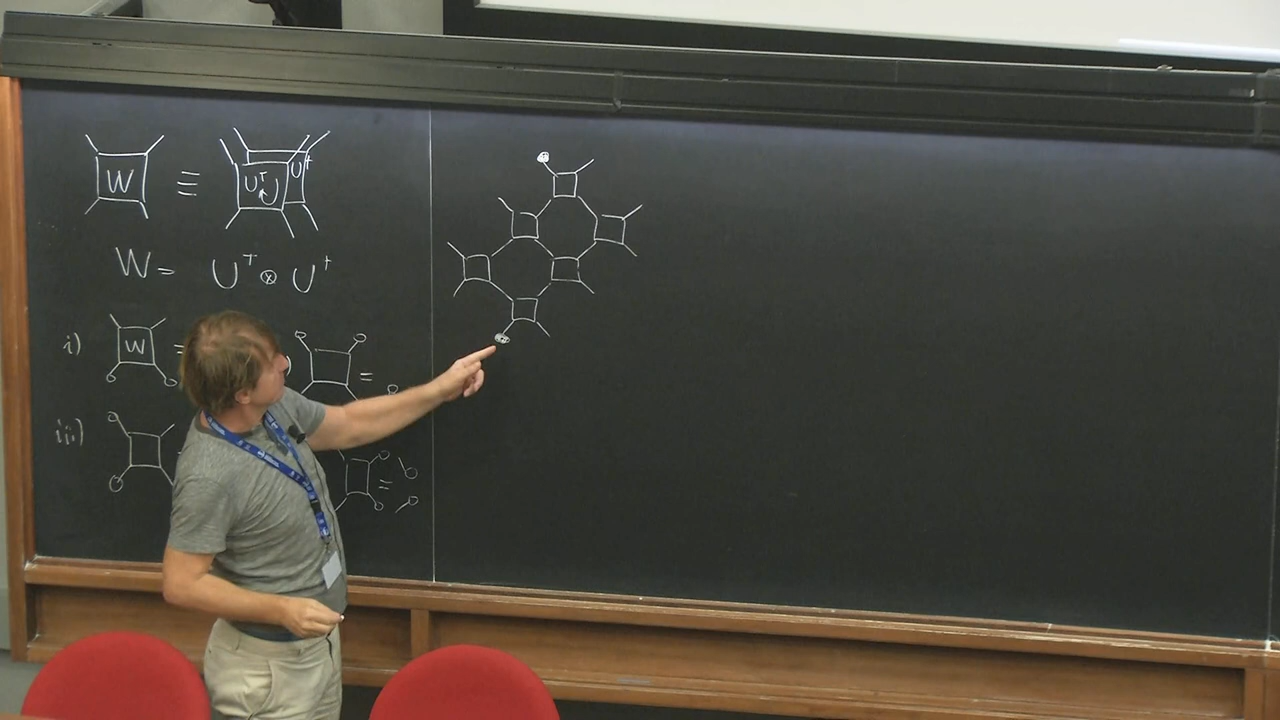 W ≡ U^T U U^†
W = U^T ⊗ U^†
i) W =
=
ii)
=